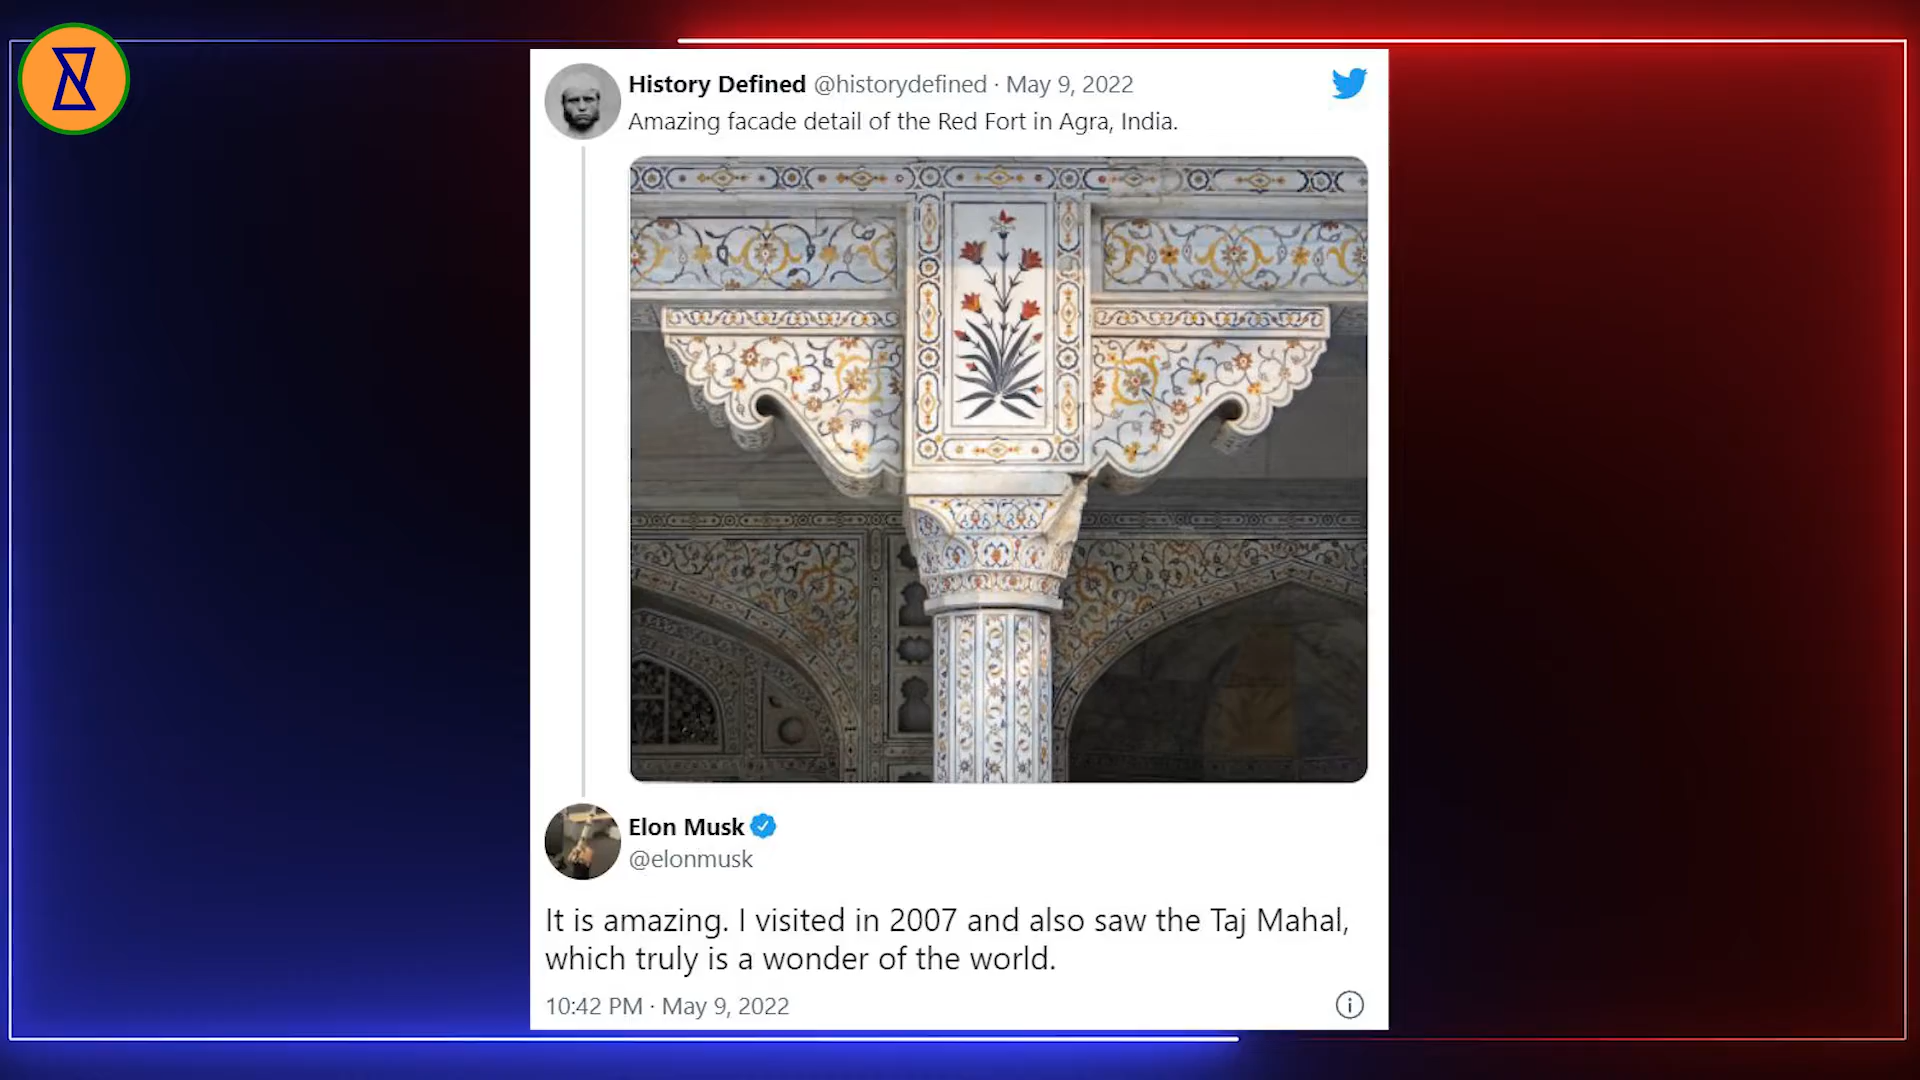 History Defined @historydefined · May 9, 2022
Amazing facade detail of the Red Fort in Agra, India.
Elon Musk
@elonmusk
It is amazing. I visited in 2007 and also saw the Taj Mahal,
which truly is a wonder of the world.
10:42 PM · May 9, 2022